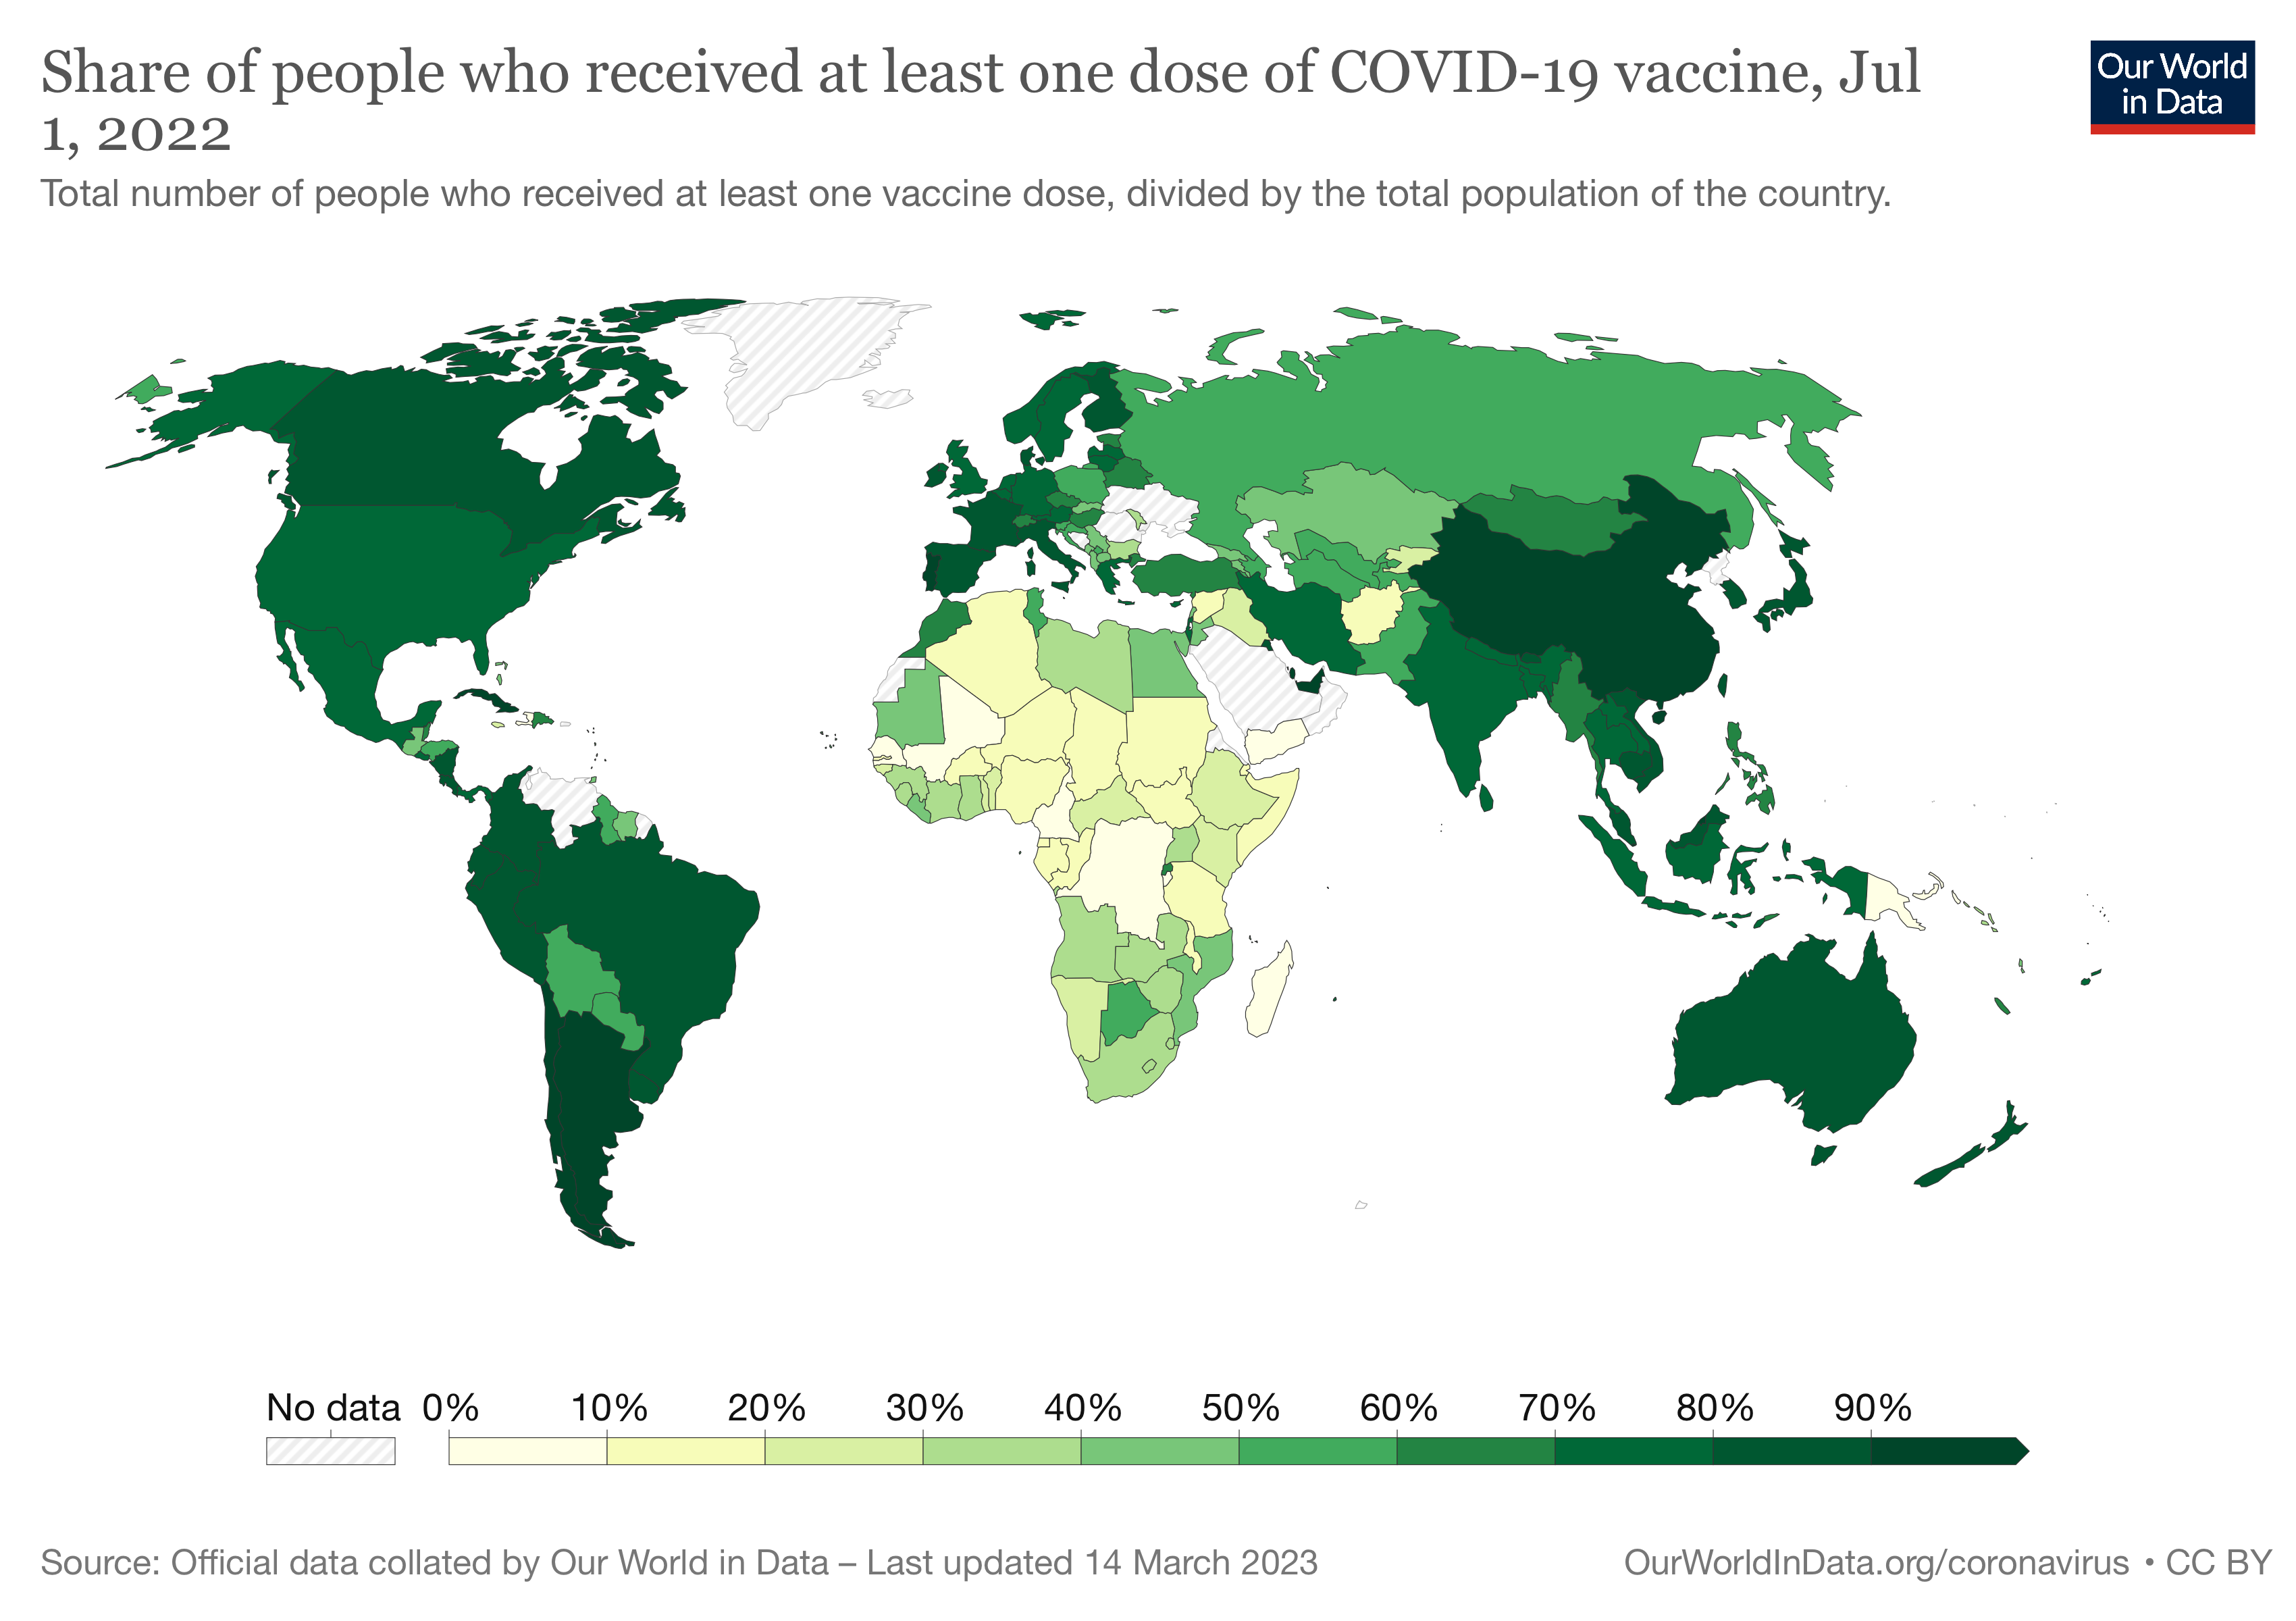 Share of people who received at least one dose of COVID-19 vaccine, Jul
1, 2022
Our World
in Data
Total number of people who received at least one vaccine dose, divided by the total population of the country.
No data 0% 10% 20% 30% 40% 50% 60% 70% 80% 90%
Source: Official data collated by Our World in Data – Last updated 14 March 2023
OurWorldInData.org/coronavirus • CC BY